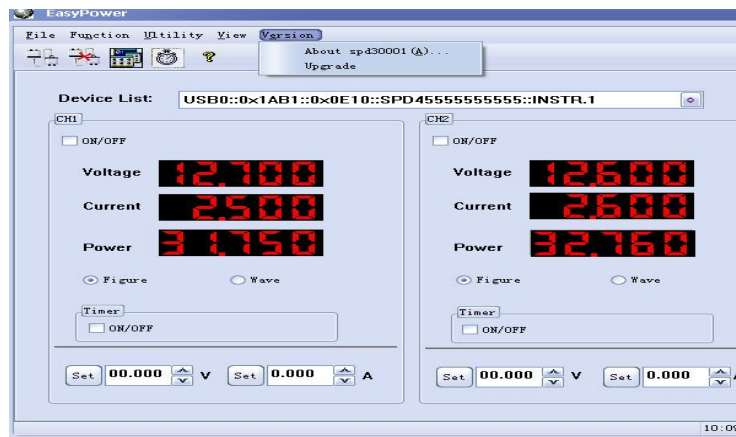 EasyPower
File Function Utility View Version
About spd30001(A)...
Upgrade
Device List: USB0::0x1AB1::0x0E10::SPD45555555555::INSTR.1
CH1
ON/OFF
Voltage 12.700
Current 2.500
Power 31.750
Figure Wave
Timer
ON/OFF
Set 00.000 V Set 0.000 A
CH2
ON/OFF
Voltage 12.600
Current 2.600
Power 32.760
Figure Wave
Timer
ON/OFF
Set 00.000 V Set 0.000
10:09